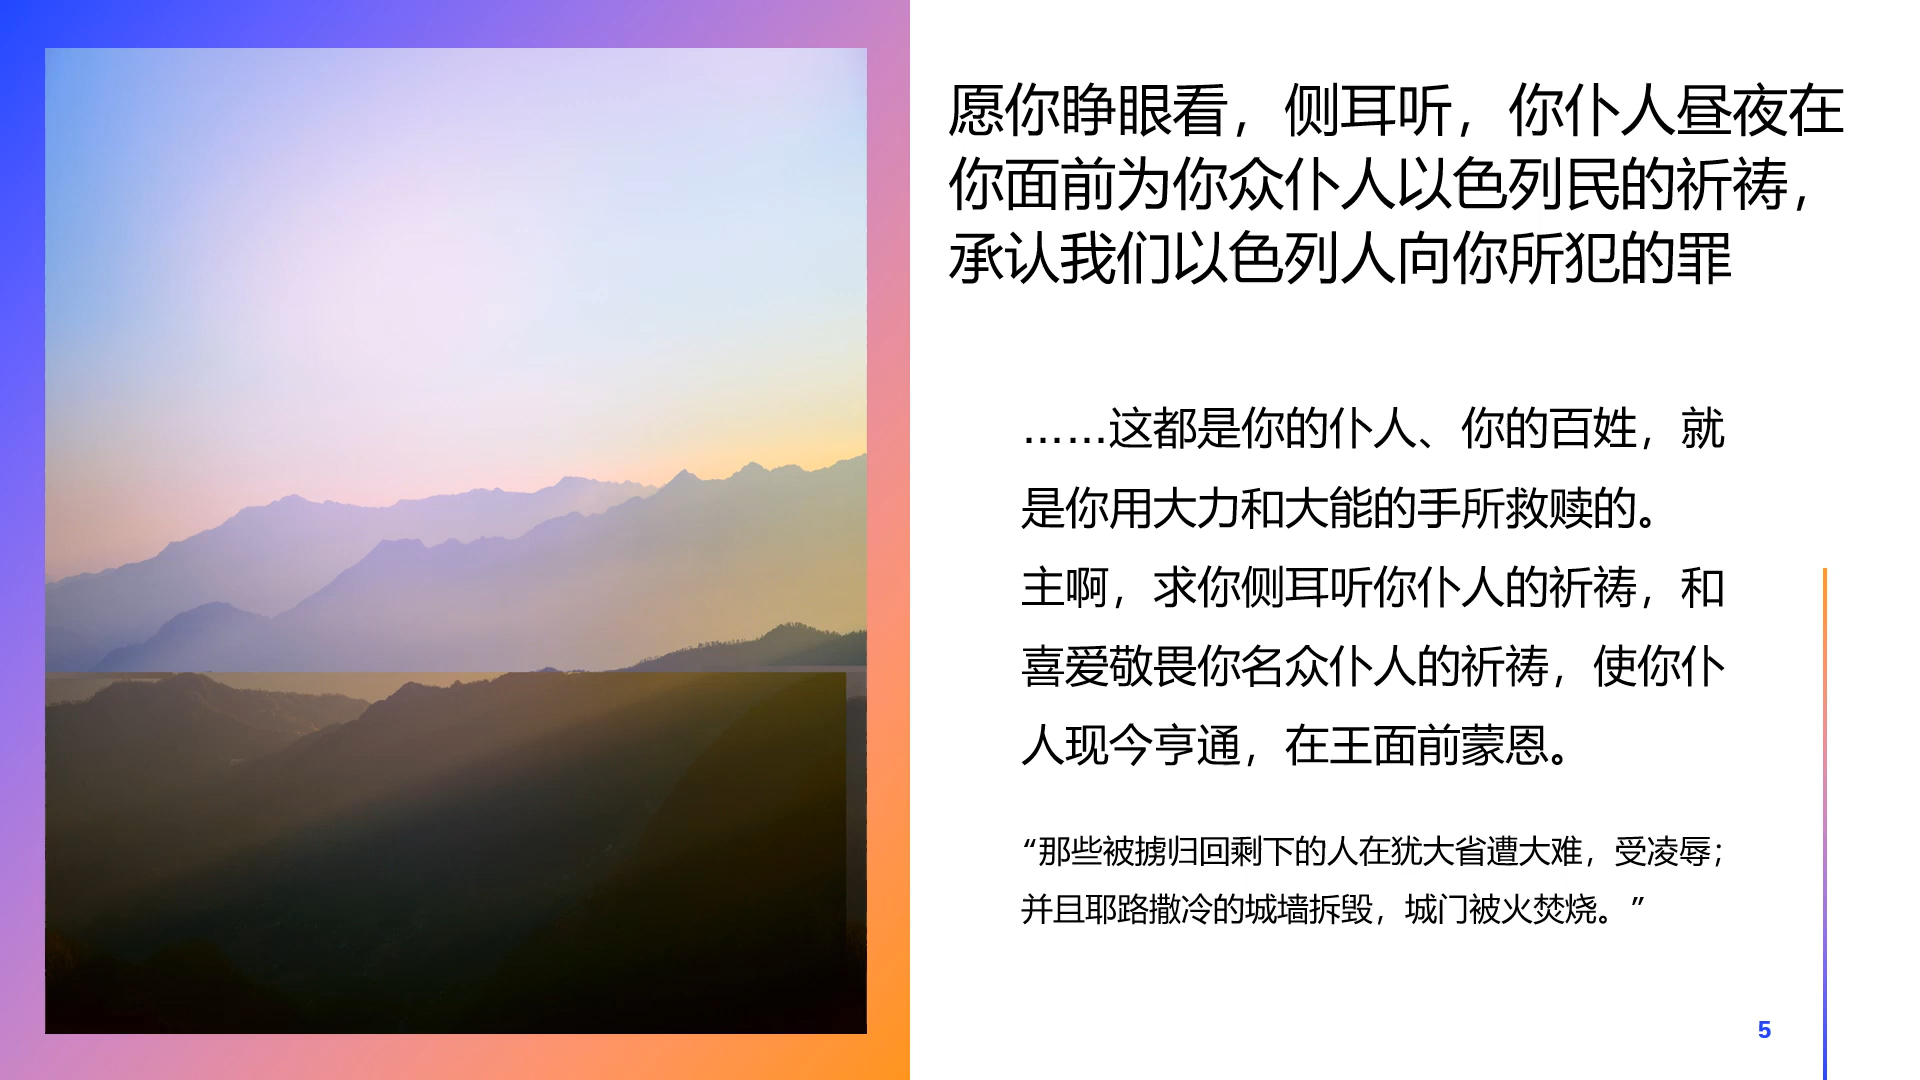 愿你睁眼看，侧耳听，你仆人昼夜在
你面前为你众仆人以色列民的祈祷，
承认我们以色列人向你所犯的罪
……这都是你的仆人、你的百姓，就
是你用大力和大能的手所救赎的。
主啊，求你侧耳听你仆人的祈祷，和
喜爱敬畏你名众仆人的祈祷，使你仆
人现今亨通，在王面前蒙恩。
“那些被掳归回剩下的人在犹大省遭大难，受凌辱；
并且耶路撒冷的城墙拆毁，城门被火焚烧。”
5